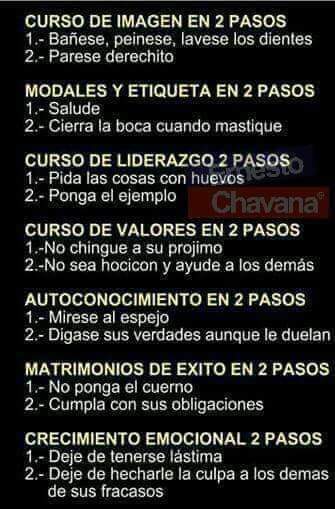 CURSO DE IMAGEN EN 2 PASOS
1.- Bañese, peinese, lavese los dientes
2.- Parese derechito
MODALES Y ETIQUETA EN 2 PASOS
1.- Salude
2.- Cierra la boca cuando mastique
CURSO DE LIDERAZGO 2 PASOS
1.- Pida las cosas con huevos
2.- Ponga el ejemplo
Ernesto
Chavana
CURSO DE VALORES EN 2 PASOS
1.-No chingue a su projimo
2.-No sea hocicon y ayude a los demás
AUTOCONOCIMIENTO EN 2 PASOS
1.- Mirese al espejo
2.- Digase sus verdades aunque le duelan
MATRIMONIOS DE EXITO EN 2 PASOS
1.- No ponga el cuerno
2.- Cumpla con sus obligaciones
CRECIMIENTO EMOCIONAL 2 PASOS
1.- Deje de tenerse lástima
2.- Deje de hecharle la culpa a los demas
de sus fracasos